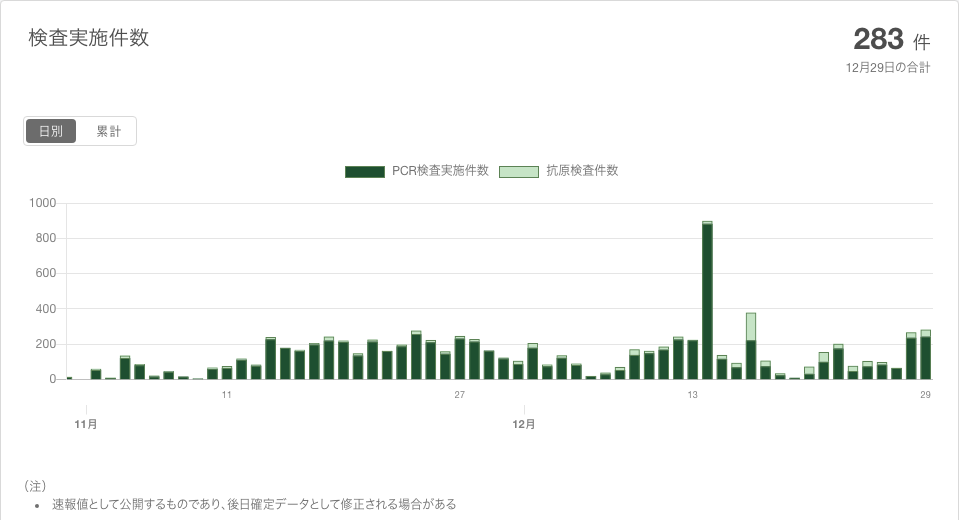 検査実施件数
283 件
12月29日の合計
日別 累計
PCR検査実施件数 抗原検査件数
1000
800
600
400
200
0
11 27 13 29
11月 12月
（注）
• 速報値として公開するものであり、後日確定データとして修正される場合がある